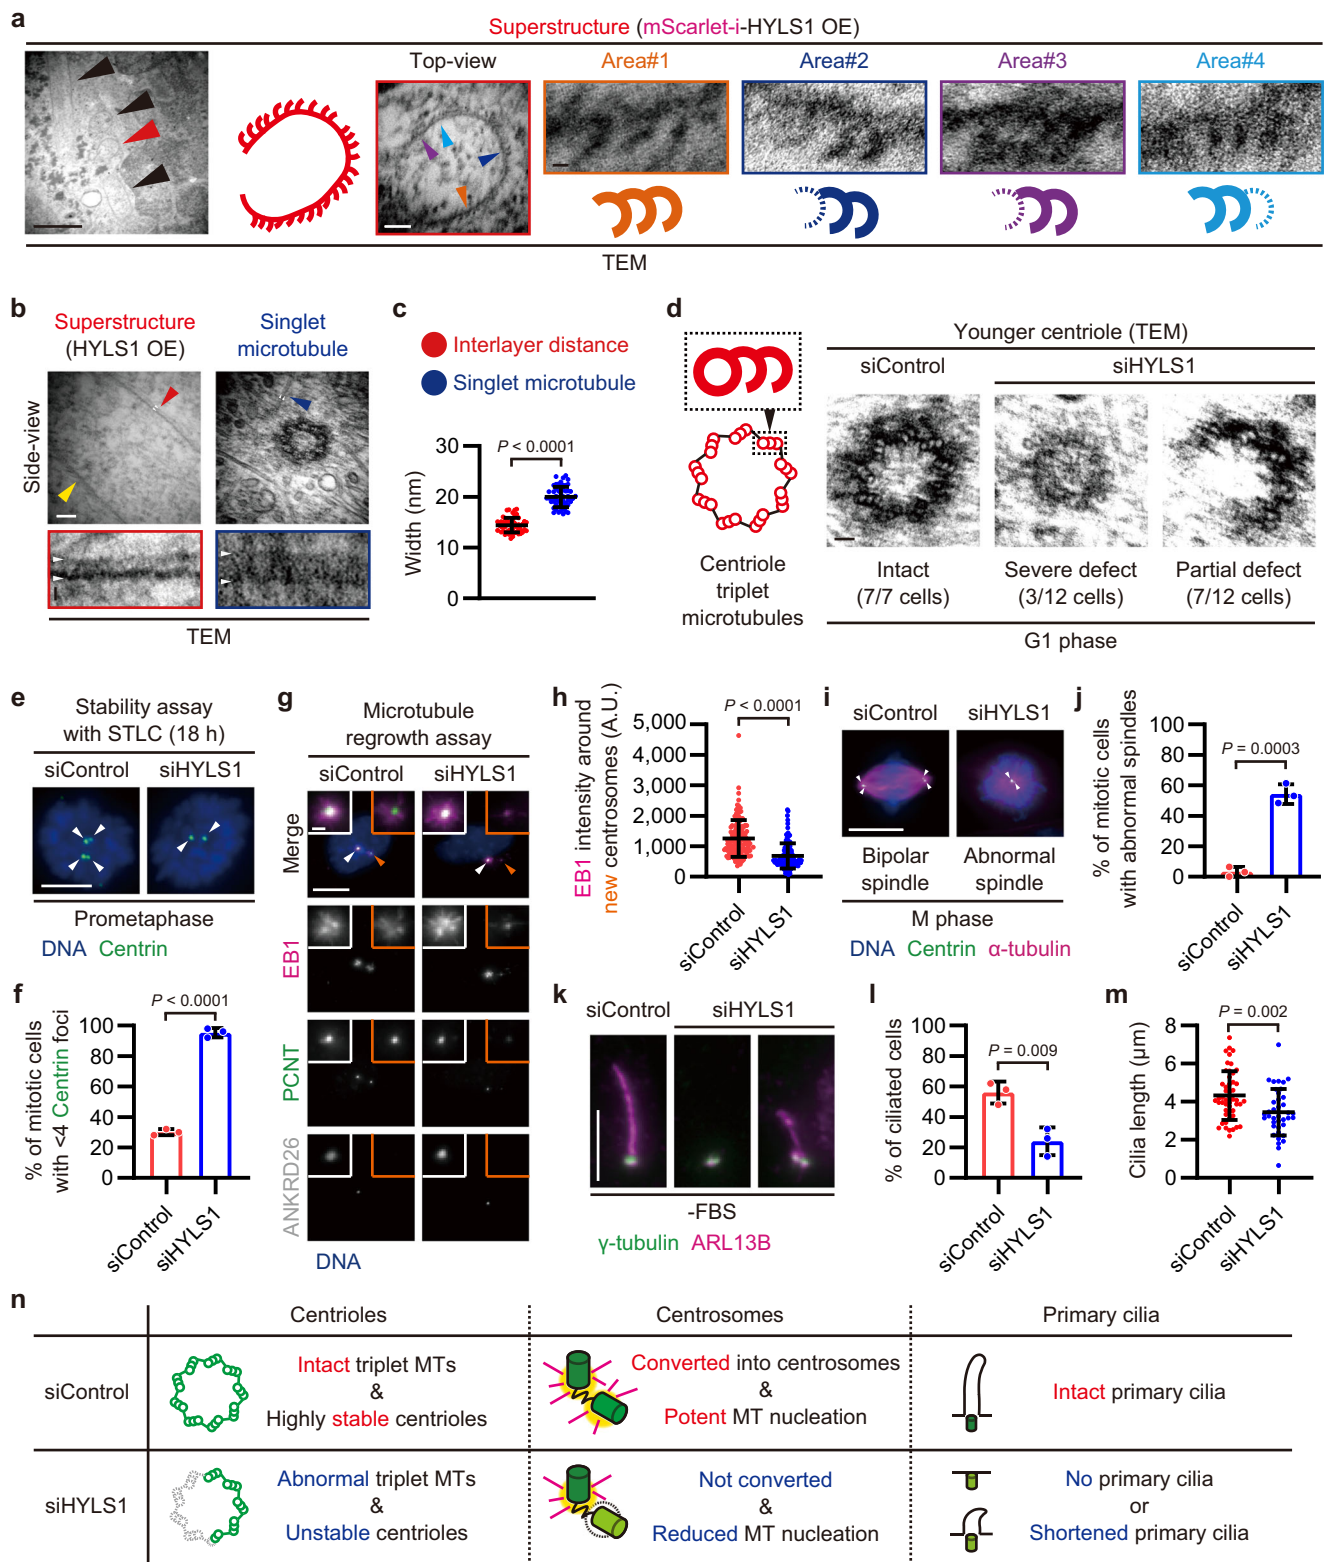 a
Superstructure (mScarlet-i-HYLS1 OE)
Top-view
Area#1
Area#2
Area#3
Area#4
TEM
b
Superstructure
(HYLS1 OE)
Singlet
microtubule
Side-view
TEM
c
Interlayer distance
Singlet microtubule
Width (nm)
30
20
10
0
P < 0.0001
d
Centriole
triplet
microtubules
Younger centriole (TEM)
siControl
siHYLS1
Intact
(7/7 cells)
Severe defect
(3/12 cells)
Partial defect
(7/12 cells)
G1 phase
e
Stability assay
with STLC (18 h)
siControl
siHYLS1
Prometaphase
DNA Centrin
f
% of mitotic cells
with <4 Centrin foci
P < 0.0001
100
80
60
40
20
0
siControl
siHYLS1
g
Microtubule
regrowth assay
siControl
siHYLS1
Merge
EB1
PCNT
ANKRD26
DNA
h
EB1 intensity around
new centrosomes (A.U.)
P < 0.0001
5,000
4,000
3,000
2,000
1,000
0
siControl
siHYLS1
i
siControl
siHYLS1
Bipolar
spindle
Abnormal
spindle
M phase
DNA Centrin α-tubulin
j
% of mitotic cells
with abnormal spindles
P = 0.0003
100
80
60
40
20
0
siControl
siHYLS1
k
siControl
siHYLS1
-FBS
γ-tubulin ARL13B
l
% of ciliated cells
P = 0.009
100
80
60
40
20
0
siControl
siHYLS1
m
Cilia length (μm)
P = 0.002
8
6
4
2
0
siControl
siHYLS1
n
Centrioles
Centrosomes
Primary cilia
siControl
Intact triplet MTs
&
Highly stable centrioles
Converted into centrosomes
&
Potent MT nucleation
Intact primary cilia
siHYLS1
Abnormal triplet MTs
&
Unstable centrioles
Not converted
&
Reduced MT nucleation
No primary cilia
or
Shortened primary cilia